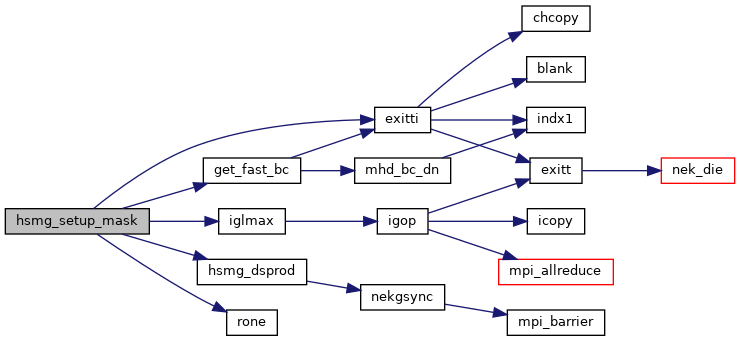 chcopy
blank
exitti
indx1
get_fast_bc
mhd_bc_dn
exitt
nek_die
hsmg_setup_mask
iglmax
igop
icopy
hsmg_dsprod
mpi_allreduce
nekgsync
rone
mpi_barrier